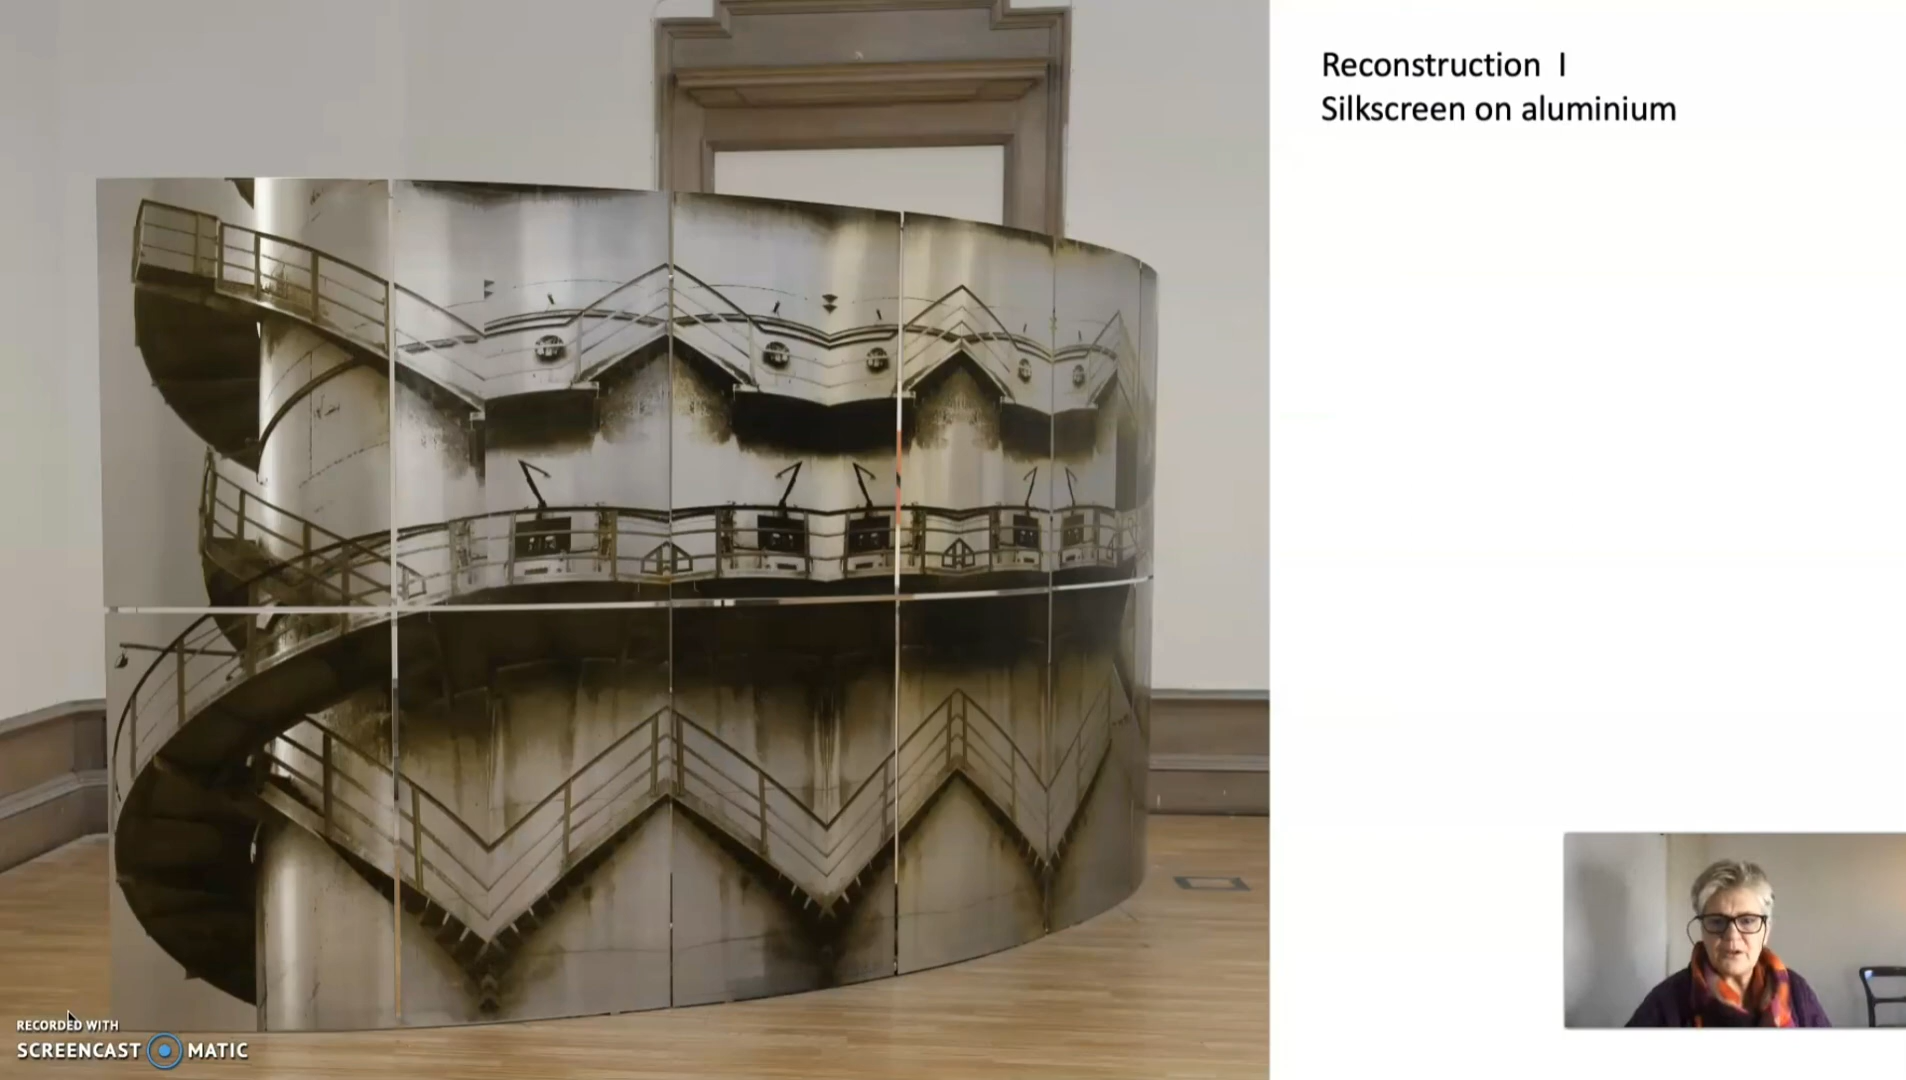 Reconstruction I
Silkscreen on aluminium
RECORDED WITH
SCREENCAST MATIC